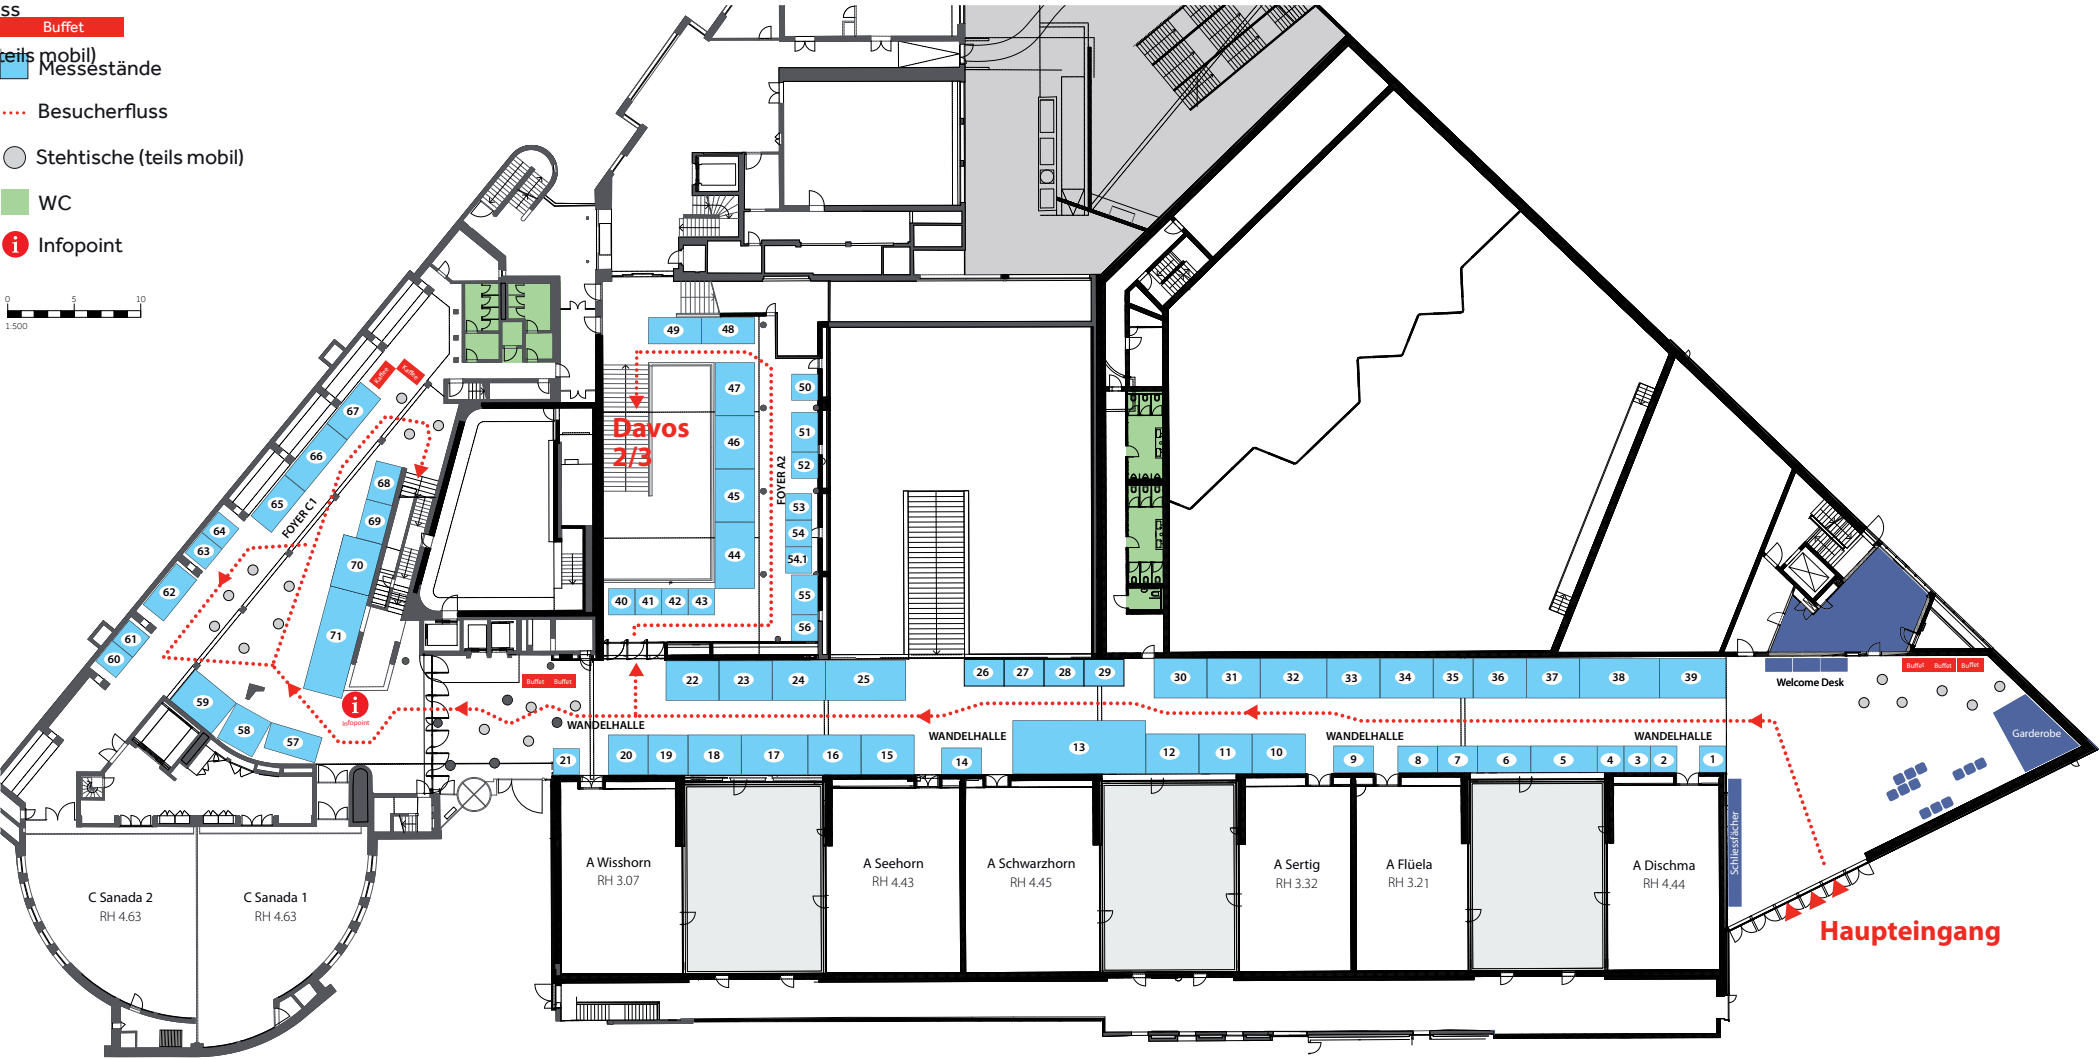 ss
Buffet
teils mobil)
Messestände
Besucherfluss
Stehtische (teils mobil)
WC
i Infopoint
0 5 10
1:500
49 48
47
46
45
44
40 41 42 43
50
51
52
53
54
54.1
55
56
FOYER A2
Davos
2/3
Kaffee Kaffee
67
66
65
64
63
62
61
60
FOYER C1
68
69
70
71
59
58
57
i
Infopoint
Buffet Buffet
22 23 24 25 26 27 28 29 30 31 32 33 34 35 36 37 38 39
WANDELHALLE
WANDELHALLE
WANDELHALLE
WANDELHALLE
21 20 19 18 17 16 15 14 13 12 11 10 9 8 7 6 5 4 3 2 1
Welcome Desk
Buffet Buffet Buffet
Garderobe
Schliessfächer
Haupteingang
C Sanada 2
RH 4.63
C Sanada 1
RH 4.63
A Wisshorn
RH 3.07
A Seehorn
RH 4.43
A Schwarzhorn
RH 4.45
A Sertig
RH 3.32
A Flüela
RH 3.21
A Dischma
RH 4.44